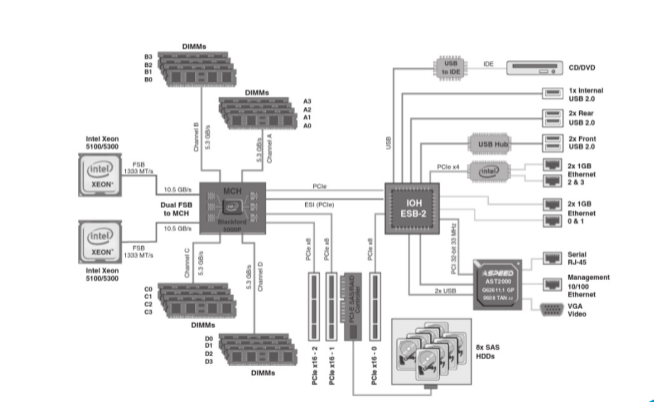 DIMMs
B3
B2
B1
B0
DIMMs
A3
A2
A1
A0
Channel B
5.3 GB/s
5.3 GB/s
Channel A
Intel Xeon
5100/5300
intel
XEON
FSB
1333 MT/s
10.5 GB/s
Dual FSB
to MCH
10.5 GB/s
intel
XEON
FSB
1333 MT/s
Intel Xeon
5100/5300
MCH
Blackford
PCIe
ESI (PCIe)
Channel C
5.3 GB/s
5.3 GB/s
Channel D
C0
C1
C2
C3
DIMMs
D0
D1
D2
D3
DIMMs
PCIe x8
PCIe x8
PCIe x8
PCIe x16 - 2
PCIe x16 - 1
PCIe SAS/RAID
PCIe x16 - 0
USB
USB
to IDE
IDE
CD/DVD
1x Internal
USB 2.0
2x Rear
USB 2.0
USB Hub
2x Front
USB 2.0
PCIe x4
intel
2x 1GB
Ethernet
2 & 3
IOH
ESB-2
2x 1GB
Ethernet
0 & 1
PCI 32-bit 33 MHz
2x USB
ASPEED
AST2000
Serial
RJ-45
Management
10/100
Ethernet
VGA
Video
8x SAS
HDDs